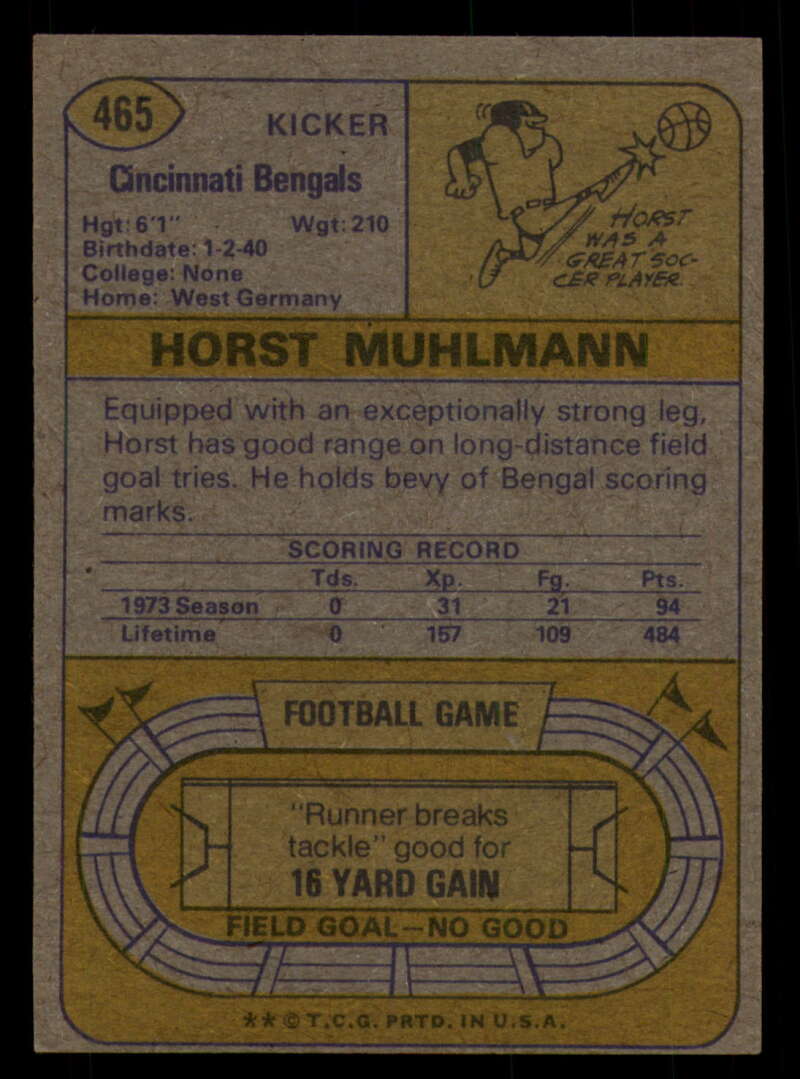 465
KICKER
Cincinnati Bengals
Hgt: 6'1" Wgt: 210
Birthdate: 1-2-40
College: None
Home: West Germany
HORST
WAS A
GREAT SOC-
CER PLAYER.
HORST MUHLMANN
Equipped with an exceptionally strong leg,
Horst has good range on long-distance field
goal tries. He holds bevy of Bengal scoring
marks.
SCORING RECORD
Tds. Xp. Fg. Pts.
1973 Season 0 31 21 94
Lifetime 0 157 109 484
FOOTBALL GAME
"Runner breaks
tackle" good for
16 YARD GAIN
FIELD GOAL—NO GOOD
**© T.C.G. PRTD. IN U.S.A.